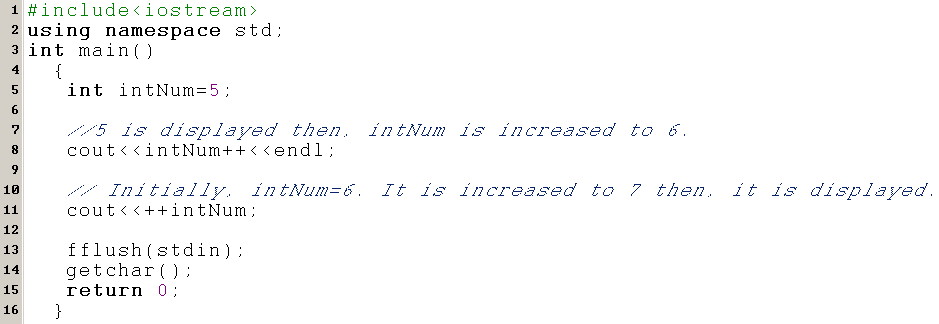 1 #include<iostream>
2 using namespace std;
3 int main()
4 {
5 int intNum=5;
6
7 //5 is displayed then, intNum is increased to 6.
8 cout<<intNum++<<endl;
9
10 // Initially, intNum=6. It is increased to 7 then, it is displayed.
11 cout<<++intNum;
12
13 fflush(stdin);
14 getchar();
15 return 0;
16 }